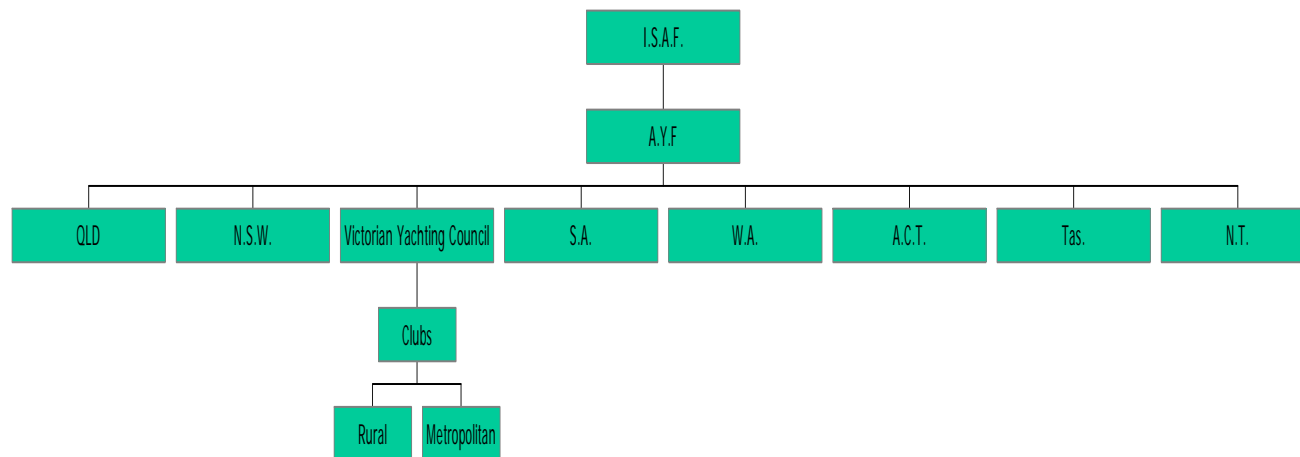 I.S.A.F.
A.Y.F
QLD
N.S.W.
Victorian Yachting Council
S.A.
W.A.
A.C.T.
Tas.
N.T.
Clubs
Rural
Metropolitan